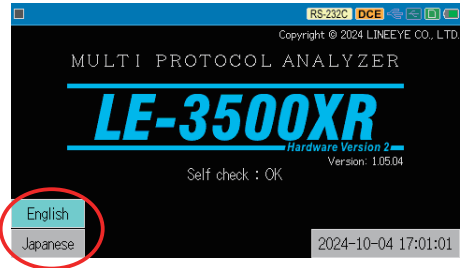 RS-232C DCE
Copyright © 2024 LINEEYE CO., LTD.
MULTI PROTOCOL ANALYZER
LE-3500XR
Hardware Version 2
Version: 1.05.04
Self check : OK
English
Japanese
2024-10-04 17:01:01